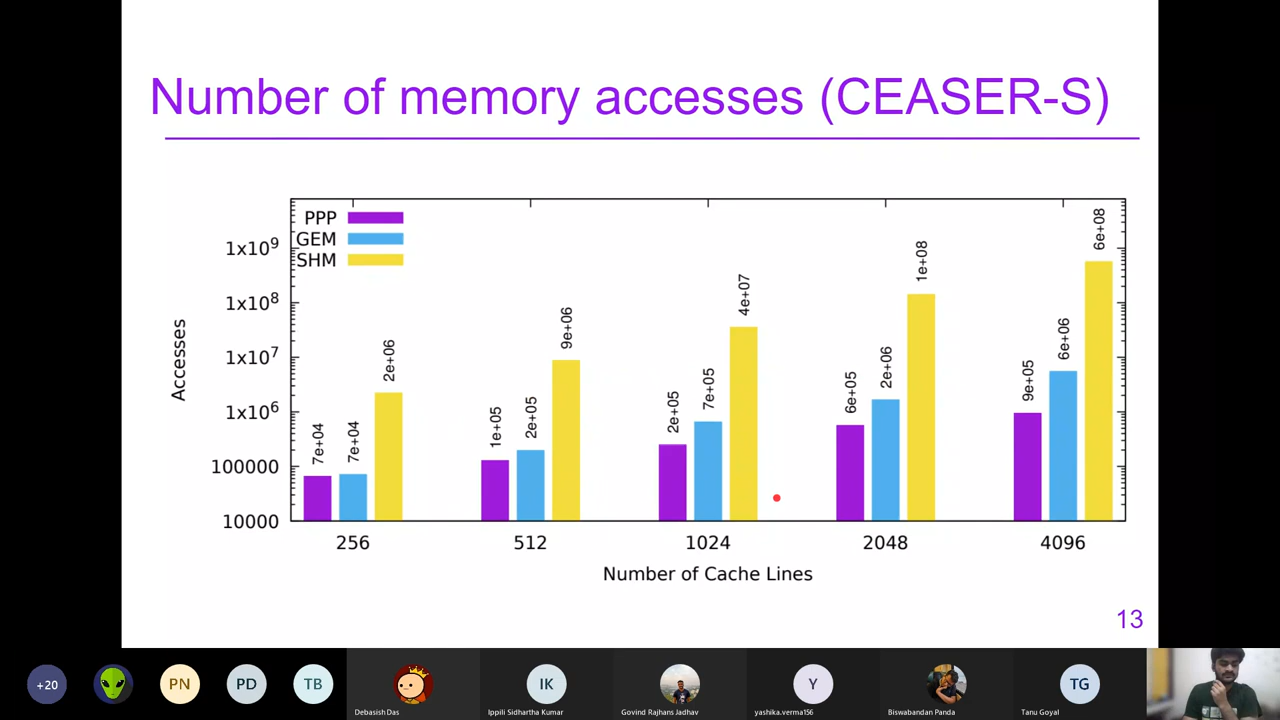 Number of memory accesses (CEASER-S)
PPP
GEM
SHM
Accesses
1x10⁹
1x10⁸
1x10⁷
1x10⁶
100000
10000
7e+04
7e+04
2e+06
1e+05
2e+05
9e+06
2e+05
7e+05
4e+07
6e+05
2e+06
1e+08
9e+05
6e+06
6e+08
256 512 1024 2048 4096
Number of Cache Lines
13
+20 PN PD TB IK Y TG
Debasish Das Ippili Sidhartha Kumar Govind Rajhans Jadhav yashika.verma156 Biswabandan Panda Tanu Goyal